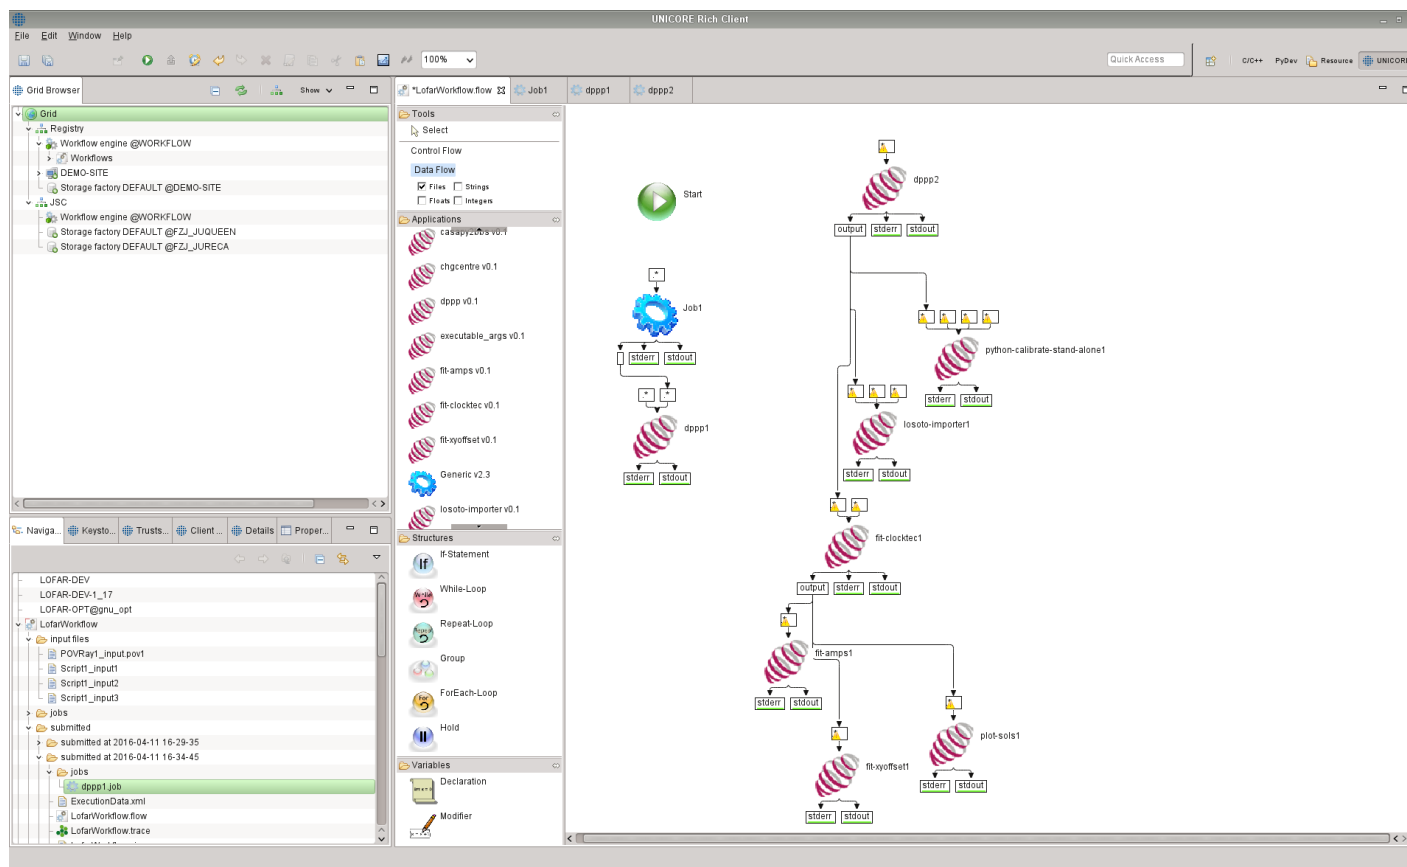 UNICORE Rich Client
File Edit Window Help
100%
Quick Access
C/C++ PyDev Resource UNICORE
Grid Browser
Show
Grid
Registry
Workflow engine @WORKFLOW
Workflows
DEMO-SITE
Storage factory DEFAULT @DEMO-SITE
JSC
Workflow engine @WORKFLOW
Storage factory DEFAULT @FZJ_JUQUEEN
Storage factory DEFAULT @FZJ_JURECA
Naviga... Keysto... Trusts... Client ... Details Proper...
LOFAR-DEV
LOFAR-DEV-1_17
LOFAR-OPT@gnu_opt
LofarWorkflow
input files
POVRay1_input.pov1
Script1_input1
Script1_input2
Script1_input3
jobs
submitted
submitted at 2016-04-11 16-29-35
submitted at 2016-04-11 16-34-45
jobs
dppp1.job
ExecutionData.xml
LofarWorkflow.flow
LofarWorkflow.trace
*LofarWorkflow.flow Job1 dppp1 dppp2
Tools
Select
Control Flow
Data Flow
Files Strings
Floats Integers
Applications
chgcentre v0.1
dppp v0.1
executable_args v0.1
fit-amps v0.1
fit-clocktec v0.1
fit-xyoffset v0.1
Generic v2.3
losoto-importer v0.1
Structures
If
If-Statement
While
While-Loop
Repeat
Repeat-Loop
Group
For
ForEach-Loop
Hold
Variables
Declaration
Modifier
Start
.*
Job1
stderr stdout
.* .*
dppp1
stderr stdout
dppp2
output stderr stdout
python-calibrate-stand-alone1
stderr stdout
losoto-importer1
stderr stdout
fit-clocktec1
output stderr stdout
fit-amps1
stderr stdout
plot-sols1
stderr stdout
fit-xyoffset1
stderr stdout